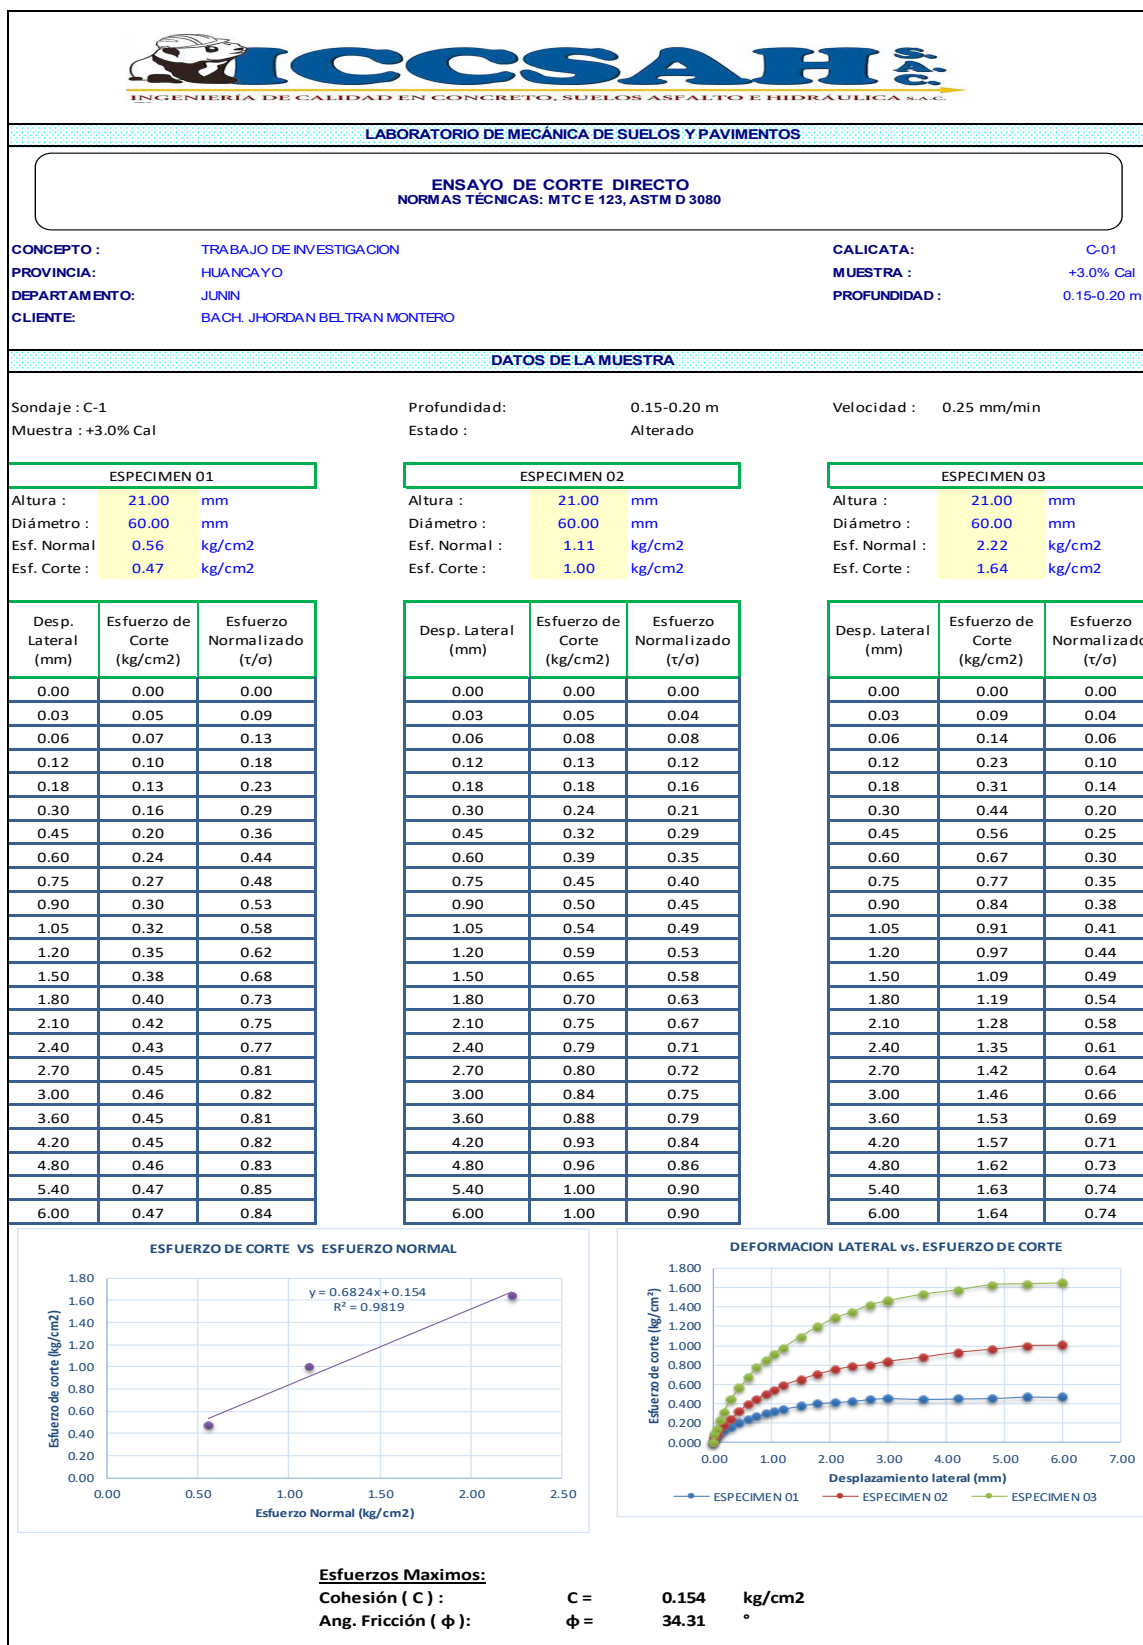 ICCSAH S.A.C.
INGENIERÍA DE CALIDAD EN CONCRETO, SUELOS ASFALTO E HIDRÁULICA S.A.C.
LABORATORIO DE MECÁNICA DE SUELOS Y PAVIMENTOS
ENSAYO DE CORTE DIRECTO
NORMAS TÉCNICAS: MTC E 123, ASTM D 3080
CONCEPTO : TRABAJO DE INVESTIGACION CALICATA: C-01
PROVINCIA: HUANCAYO MUESTRA : +3.0% Cal
DEPARTAMENTO: JUNIN PROFUNDIDAD : 0.15-0.20 m
CLIENTE: BACH. JHORDAN BELTRAN MONTERO
DATOS DE LA MUESTRA
Sondaje : C-1 Profundidad: 0.15-0.20 m Velocidad : 0.25 mm/min
Muestra : +3.0% Cal Estado : Alterado
ESPECIMEN 01 ESPECIMEN 02 ESPECIMEN 03
Altura : 21.00 mm Altura : 21.00 mm Altura : 21.00 mm
Diámetro : 60.00 mm Diámetro : 60.00 mm Diámetro : 60.00 mm
Esf. Normal 0.56 kg/cm2 Esf. Normal : 1.11 kg/cm2 Esf. Normal : 2.22 kg/cm2
Esf. Corte : 0.47 kg/cm2 Esf. Corte : 1.00 kg/cm2 Esf. Corte : 1.64 kg/cm2
Desp. Lateral (mm) Esfuerzo de Corte (kg/cm2) Esfuerzo Normalizado (τ/σ) Desp. Lateral (mm) Esfuerzo de Corte (kg/cm2) Esfuerzo Normalizado (τ/σ) Desp. Lateral (mm) Esfuerzo de Corte (kg/cm2) Esfuerzo Normalizado (τ/σ)
0.00 0.00 0.00 0.00 0.00 0.00 0.00 0.00 0.00
0.03 0.05 0.09 0.03 0.05 0.04 0.03 0.09 0.04
0.06 0.07 0.13 0.06 0.08 0.08 0.06 0.14 0.06
0.12 0.10 0.18 0.12 0.13 0.12 0.12 0.23 0.10
0.18 0.13 0.23 0.18 0.18 0.16 0.18 0.31 0.14
0.30 0.16 0.29 0.30 0.24 0.21 0.30 0.44 0.20
0.45 0.20 0.36 0.45 0.32 0.29 0.45 0.56 0.25
0.60 0.24 0.44 0.60 0.39 0.35 0.60 0.67 0.30
0.75 0.27 0.48 0.75 0.45 0.40 0.75 0.77 0.35
0.90 0.30 0.53 0.90 0.50 0.45 0.90 0.84 0.38
1.05 0.32 0.58 1.05 0.54 0.49 1.05 0.91 0.41
1.20 0.35 0.62 1.20 0.59 0.53 1.20 0.97 0.44
1.50 0.38 0.68 1.50 0.65 0.58 1.50 1.09 0.49
1.80 0.40 0.73 1.80 0.70 0.63 1.80 1.19 0.54
2.10 0.42 0.75 2.10 0.75 0.67 2.10 1.28 0.58
2.40 0.43 0.77 2.40 0.79 0.71 2.40 1.35 0.61
2.70 0.45 0.81 2.70 0.80 0.72 2.70 1.42 0.64
3.00 0.46 0.82 3.00 0.84 0.75 3.00 1.46 0.66
3.60 0.45 0.81 3.60 0.88 0.79 3.60 1.53 0.69
4.20 0.45 0.82 4.20 0.93 0.84 4.20 1.57 0.71
4.80 0.46 0.83 4.80 0.96 0.86 4.80 1.62 0.73
5.40 0.47 0.85 5.40 1.00 0.90 5.40 1.63 0.74
6.00 0.47 0.84 6.00 1.00 0.90 6.00 1.64 0.74
ESFUERZO DE CORTE VS ESFUERZO NORMAL
y = 0.6824x + 0.154
R² = 0.9819
Esfuerzo de corte (kg/cm2)
1.80
1.60
1.40
1.20
1.00
0.80
0.60
0.40
0.20
0.00
0.00 0.50 1.00 1.50 2.00 2.50
Esfuerzo Normal (kg/cm2)
DEFORMACION LATERAL vs. ESFUERZO DE CORTE
Esfuerzo de corte (kg/cm²)
1.800
1.600
1.400
1.200
1.000
0.800
0.600
0.400
0.200
0.000
0.00 1.00 2.00 3.00 4.00 5.00 6.00 7.00
Desplazamiento lateral (mm)
ESPECIMEN 01 ESPECIMEN 02 ESPECIMEN 03
Esfuerzos Maximos:
Cohesión ( C ) : C = 0.154 kg/cm2
Ang. Fricción ( ϕ ): ϕ = 34.31 °